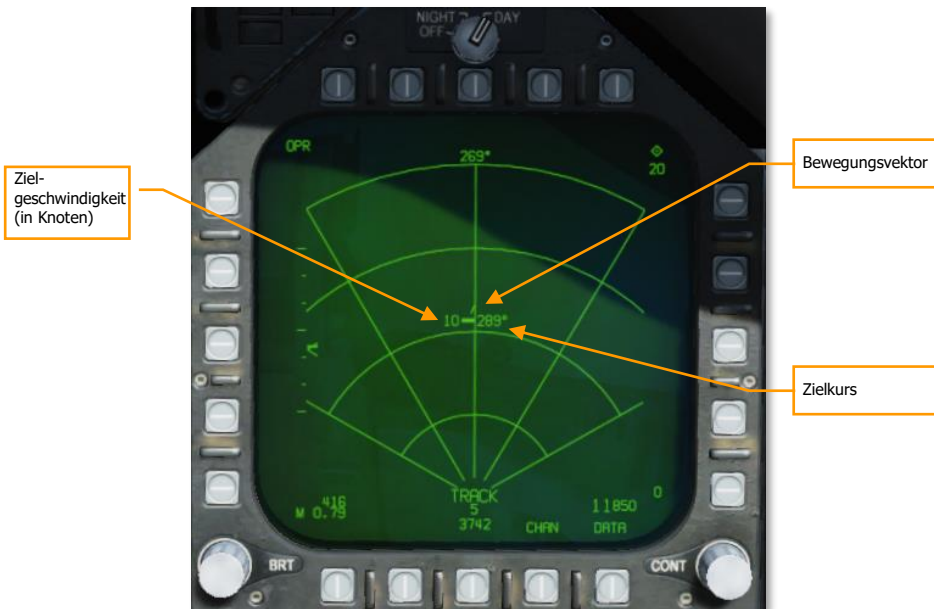 NIGHT DAY
OFF
OPR
269°
20
Bewegungsvektor
Ziel-
geschwindigkeit
(in Knoten)
10 289°
Zielkurs
TRACK
0
416
5
11850
M 0.79
3742
CHAN
DATA
BRT
CONT